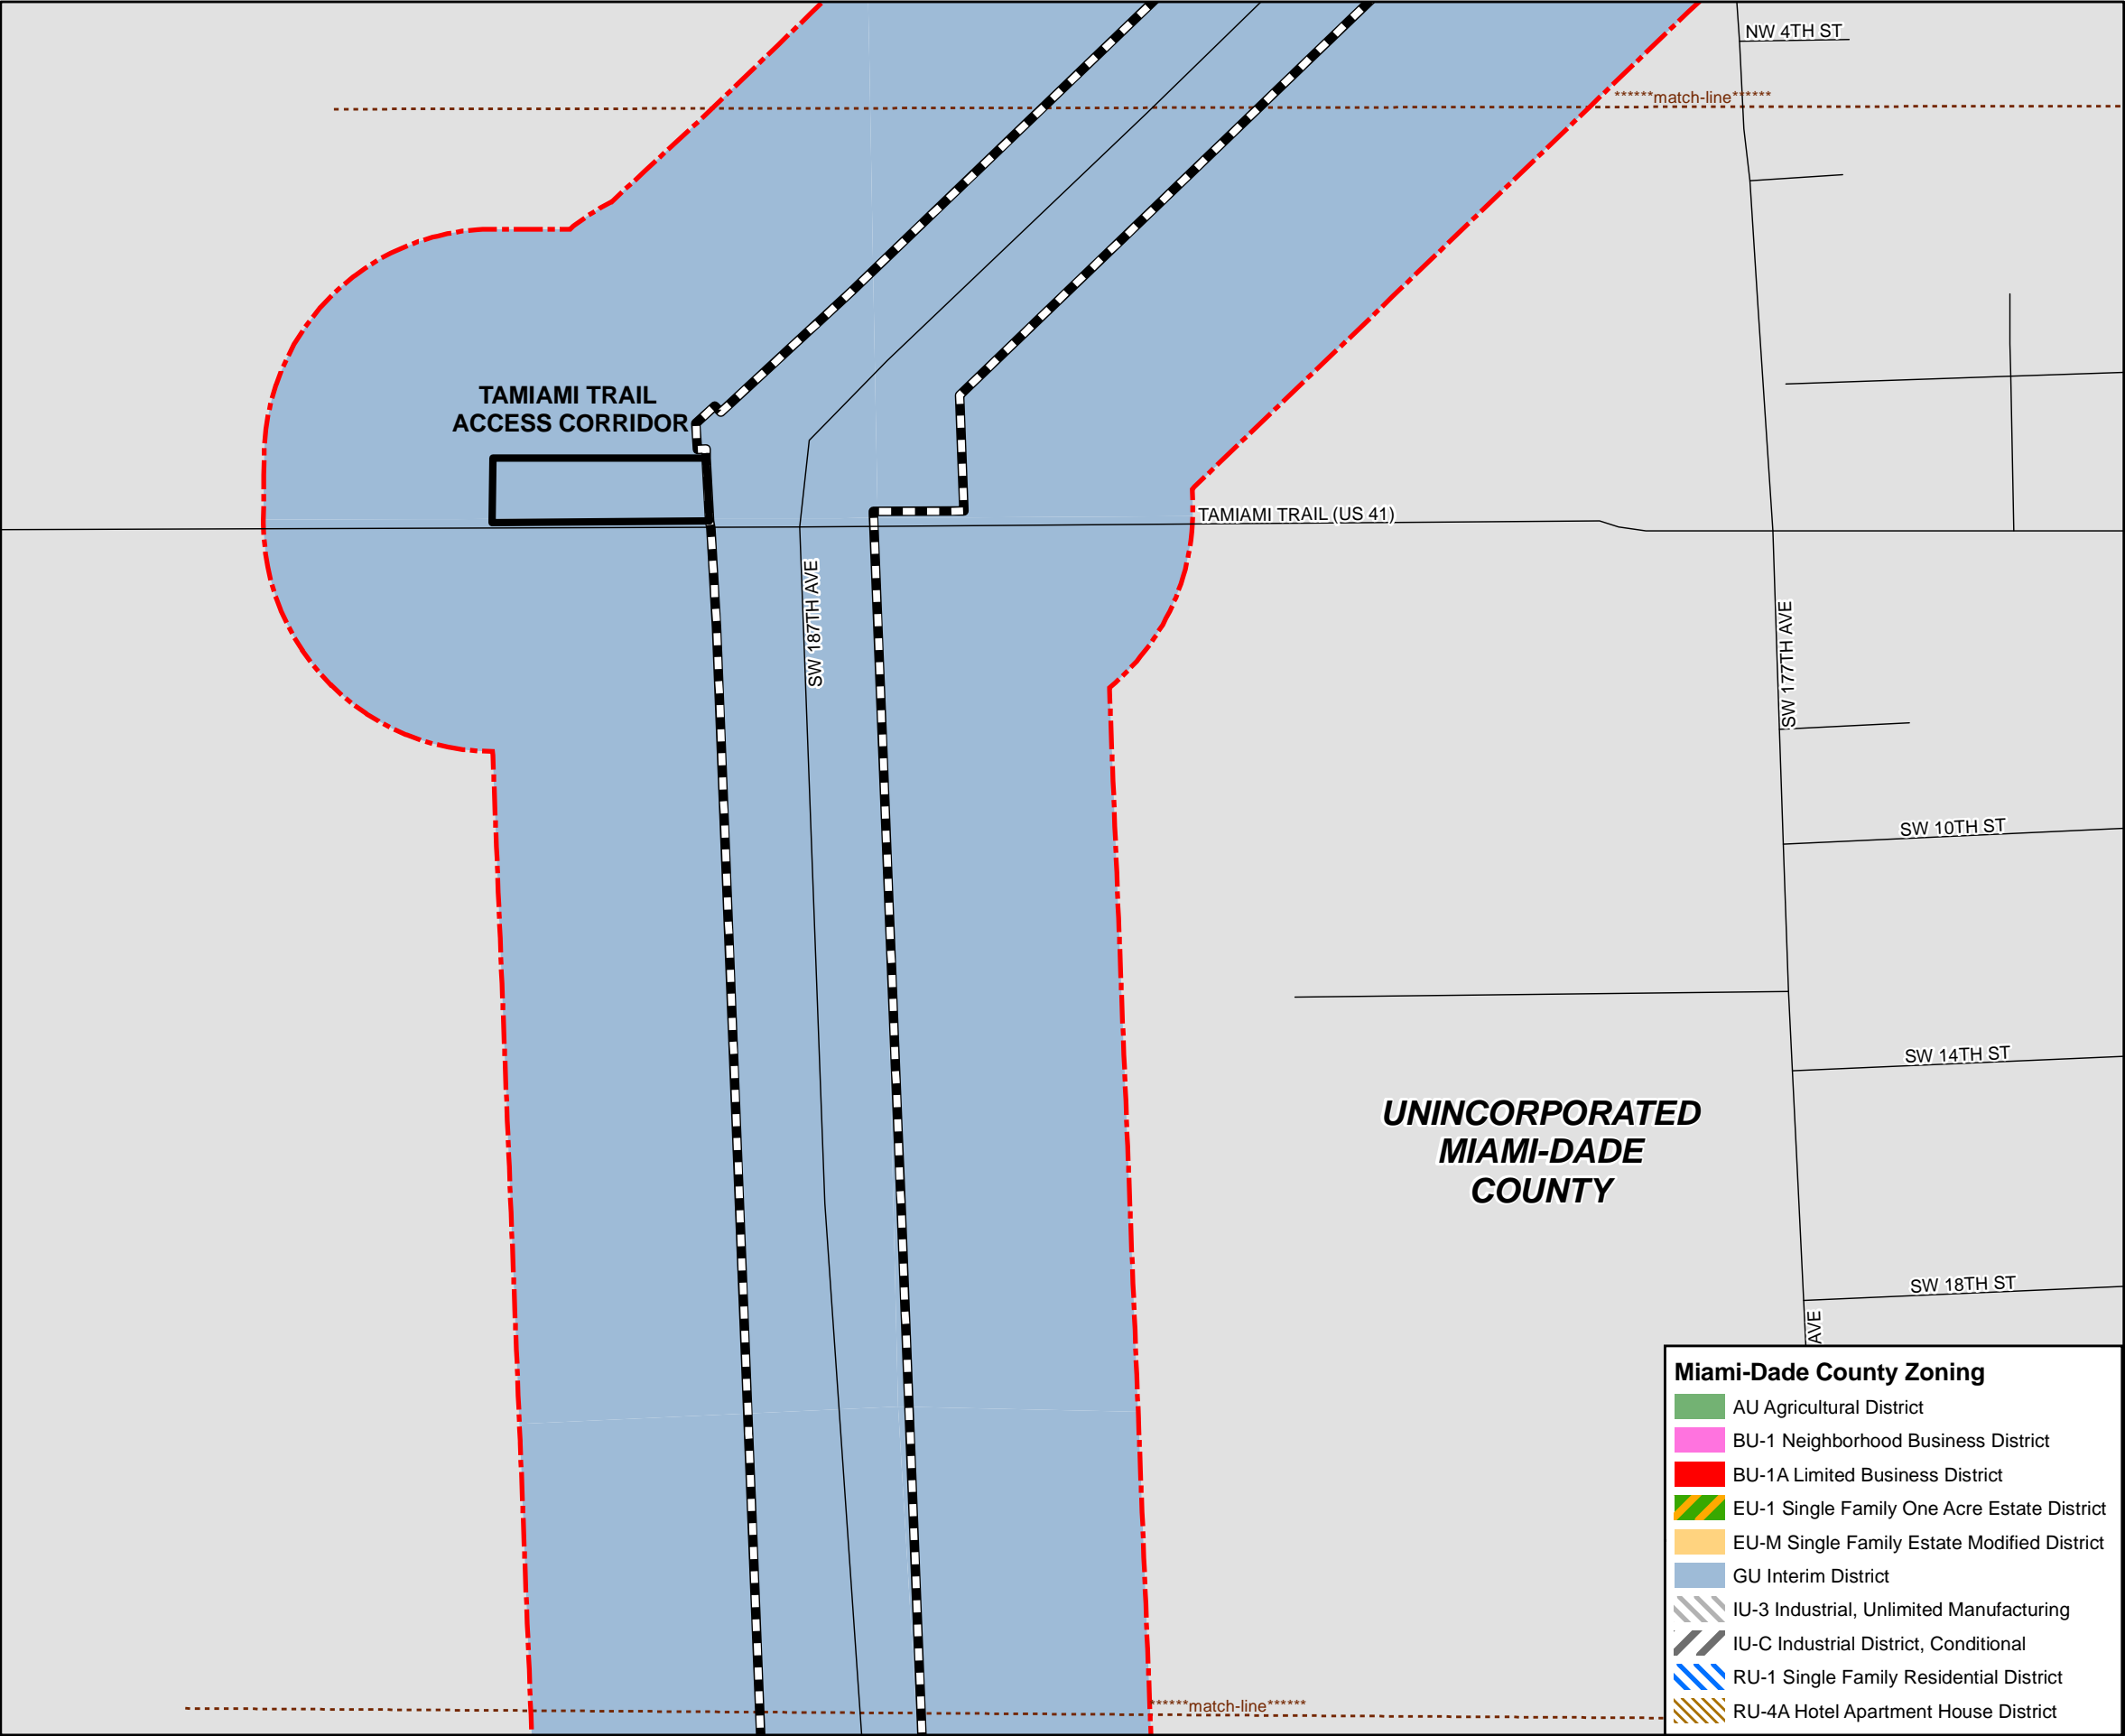 NW 4TH ST
******match-line******
TAMIAMI TRAIL
ACCESS CORRIDOR
TAMIAMI TRAIL (US 41)
SW 187TH AVE
SW 177TH AVE
SW 10TH ST
SW 14TH ST
UNINCORPORATED
MIAMI-DADE
COUNTY
SW 18TH ST
AVE
Miami-Dade County Zoning
AU Agricultural District
BU-1 Neighborhood Business District
BU-1A Limited Business District
EU-1 Single Family One Acre Estate District
EU-M Single Family Estate Modified District
GU Interim District
IU-3 Industrial, Unlimited Manufacturing
IU-C Industrial District, Conditional
RU-1 Single Family Residential District
RU-4A Hotel Apartment House District
******match-line******